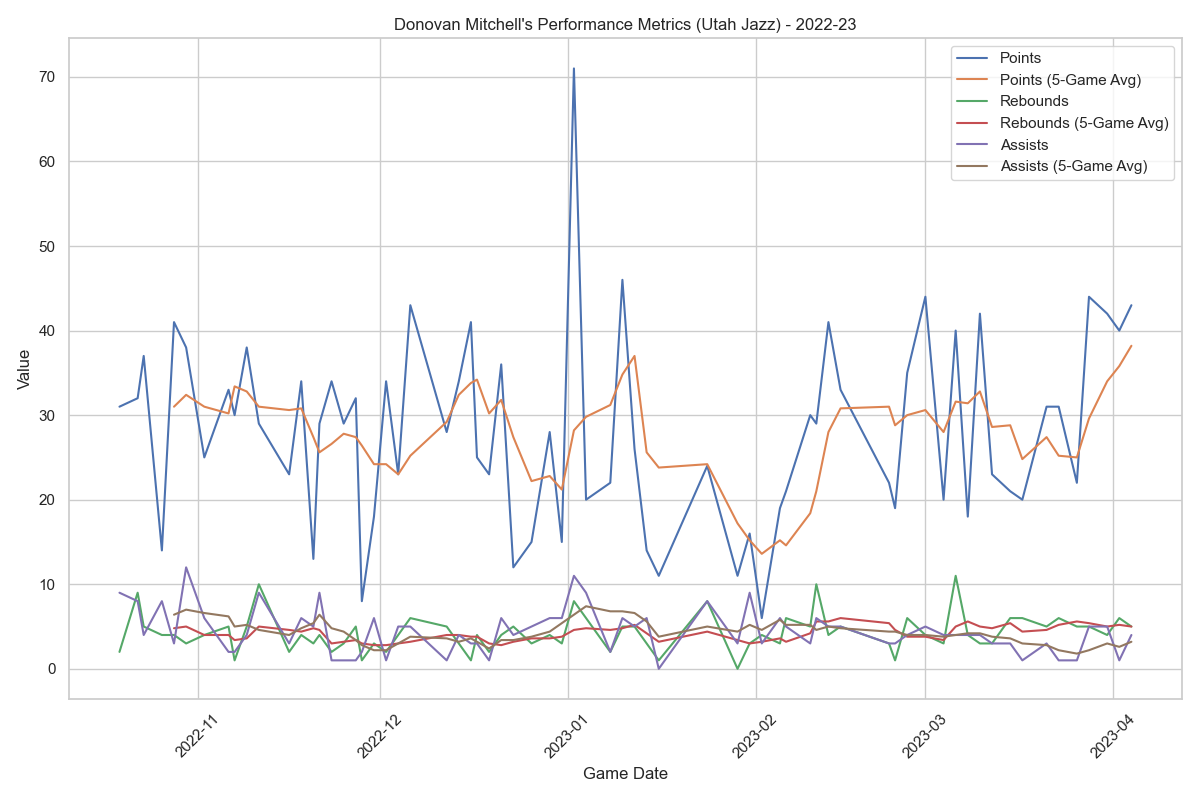 Donovan Mitchell's Performance Metrics (Utah Jazz) - 2022-23
Points
Points (5-Game Avg)
Rebounds
Rebounds (5-Game Avg)
Assists
Assists (5-Game Avg)
Value
70
60
50
40
30
20
10
0
2022-11
2022-12
2023-01
2023-02
2023-03
2023-04
Game Date